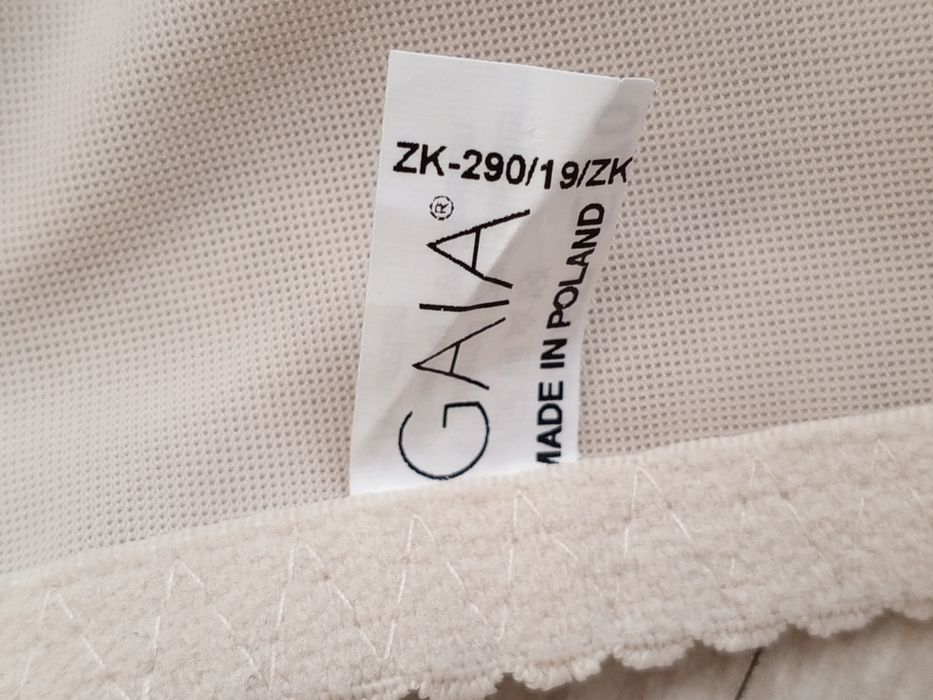 ZK-290/19/ZK
GAIA®
MADE IN POLAND